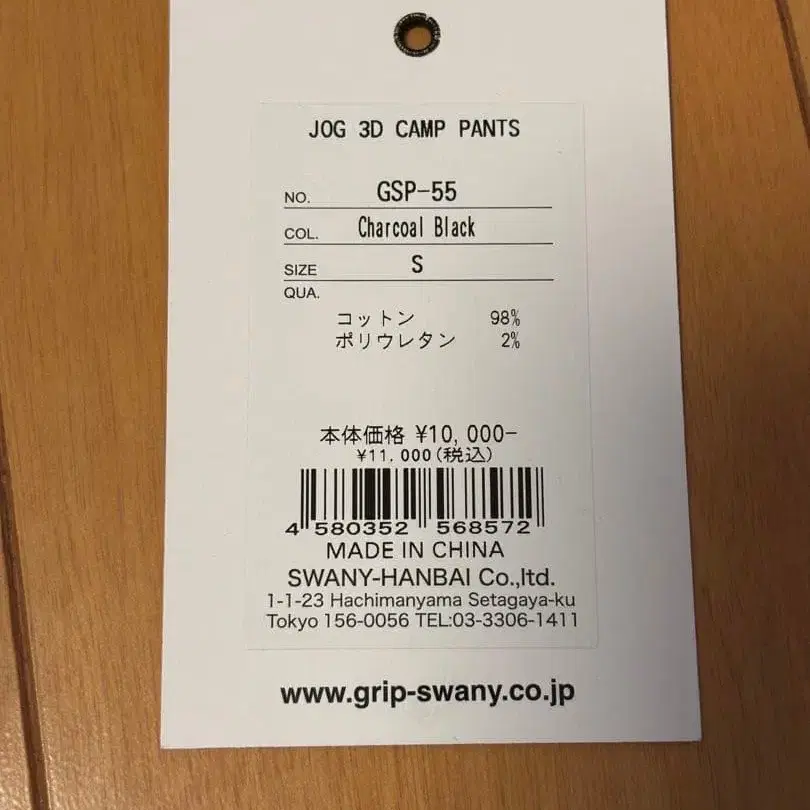 JOG 3D CAMP PANTS
NO. GSP-55
COL. Charcoal Black
SIZE S
QUA.
コットン 98%
ポリウレタン 2%
本体価格 ¥10,000-
¥11,000(税込)
4 580352 568572
MADE IN CHINA
SWANY-HANBAI Co.,ltd.
1-1-23 Hachimanyama Setagaya-ku
Tokyo 156-0056 TEL:03-3306-1411
www.grip-swany.co.jp